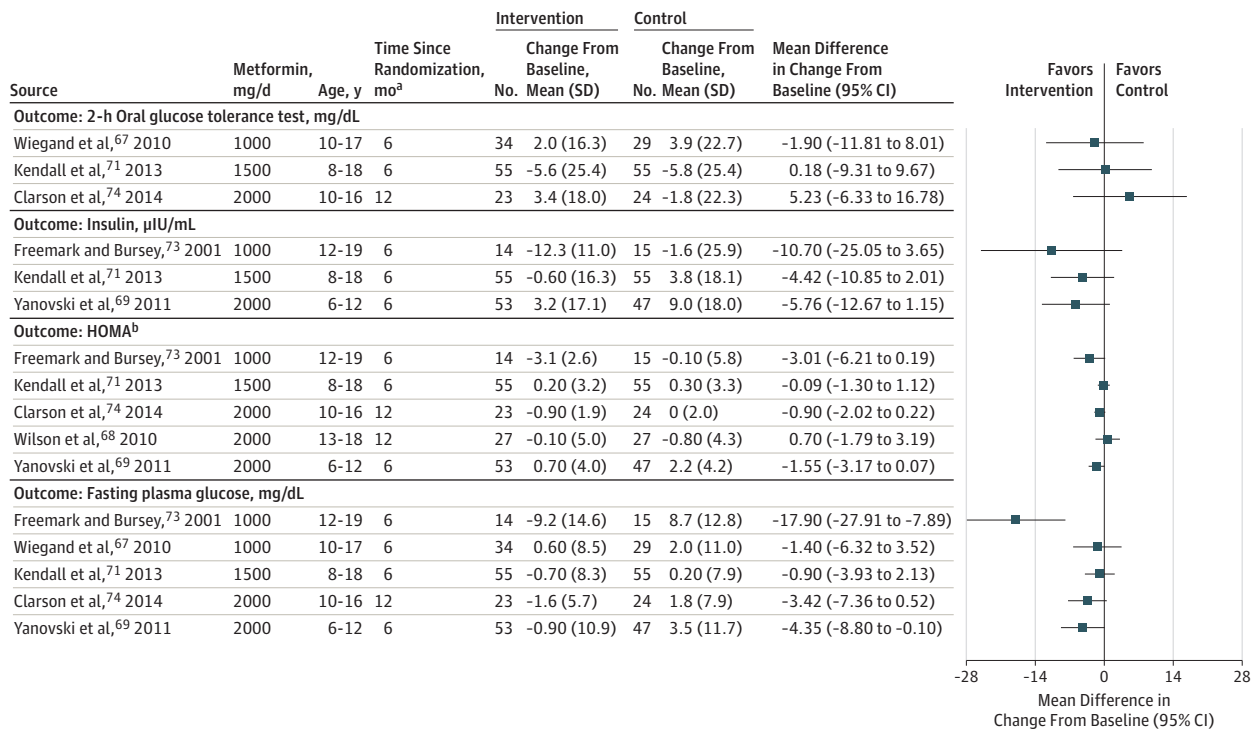 Intervention Control
Source Metformin, mg/d Age, y Time Since Randomization, moᵃ No. Change From Baseline, Mean (SD) No. Change From Baseline, Mean (SD) Mean Difference in Change From Baseline (95% CI) Favors Intervention Favors Control
Outcome: 2-h Oral glucose tolerance test, mg/dL
Wiegand et al,⁶⁷ 2010 1000 10-17 6 34 2.0 (16.3) 29 3.9 (22.7) -1.90 (-11.81 to 8.01)
Kendall et al,⁷¹ 2013 1500 8-18 6 55 -5.6 (25.4) 55 -5.8 (25.4) 0.18 (-9.31 to 9.67)
Clarson et al,⁷⁴ 2014 2000 10-16 12 23 3.4 (18.0) 24 -1.8 (22.3) 5.23 (-6.33 to 16.78)
Outcome: Insulin, µIU/mL
Freemark and Bursey,⁷³ 2001 1000 12-19 6 14 -12.3 (11.0) 15 -1.6 (25.9) -10.70 (-25.05 to 3.65)
Kendall et al,⁷¹ 2013 1500 8-18 6 55 -0.60 (16.3) 55 3.8 (18.1) -4.42 (-10.85 to 2.01)
Yanovski et al,⁶⁹ 2011 2000 6-12 6 53 3.2 (17.1) 47 9.0 (18.0) -5.76 (-12.67 to 1.15)
Outcome: HOMAᵇ
Freemark and Bursey,⁷³ 2001 1000 12-19 6 14 -3.1 (2.6) 15 -0.10 (5.8) -3.01 (-6.21 to 0.19)
Kendall et al,⁷¹ 2013 1500 8-18 6 55 0.20 (3.2) 55 0.30 (3.3) -0.09 (-1.30 to 1.12)
Clarson et al,⁷⁴ 2014 2000 10-16 12 23 -0.90 (1.9) 24 0 (2.0) -0.90 (-2.02 to 0.22)
Wilson et al,⁶⁸ 2010 2000 13-18 12 27 -0.10 (5.0) 27 -0.80 (4.3) 0.70 (-1.79 to 3.19)
Yanovski et al,⁶⁹ 2011 2000 6-12 6 53 0.70 (4.0) 47 2.2 (4.2) -1.55 (-3.17 to 0.07)
Outcome: Fasting plasma glucose, mg/dL
Freemark and Bursey,⁷³ 2001 1000 12-19 6 14 -9.2 (14.6) 15 8.7 (12.8) -17.90 (-27.91 to -7.89)
Wiegand et al,⁶⁷ 2010 1000 10-17 6 34 0.60 (8.5) 29 2.0 (11.0) -1.40 (-6.32 to 3.52)
Kendall et al,⁷¹ 2013 1500 8-18 6 55 -0.70 (8.3) 55 0.20 (7.9) -0.90 (-3.93 to 2.13)
Clarson et al,⁷⁴ 2014 2000 10-16 12 23 -1.6 (5.7) 24 1.8 (7.9) -3.42 (-7.36 to 0.52)
Yanovski et al,⁶⁹ 2011 2000 6-12 6 53 -0.90 (10.9) 47 3.5 (11.7) -4.35 (-8.80 to -0.10)
-28 -14 0 14 28
Mean Difference in
Change From Baseline (95% CI)